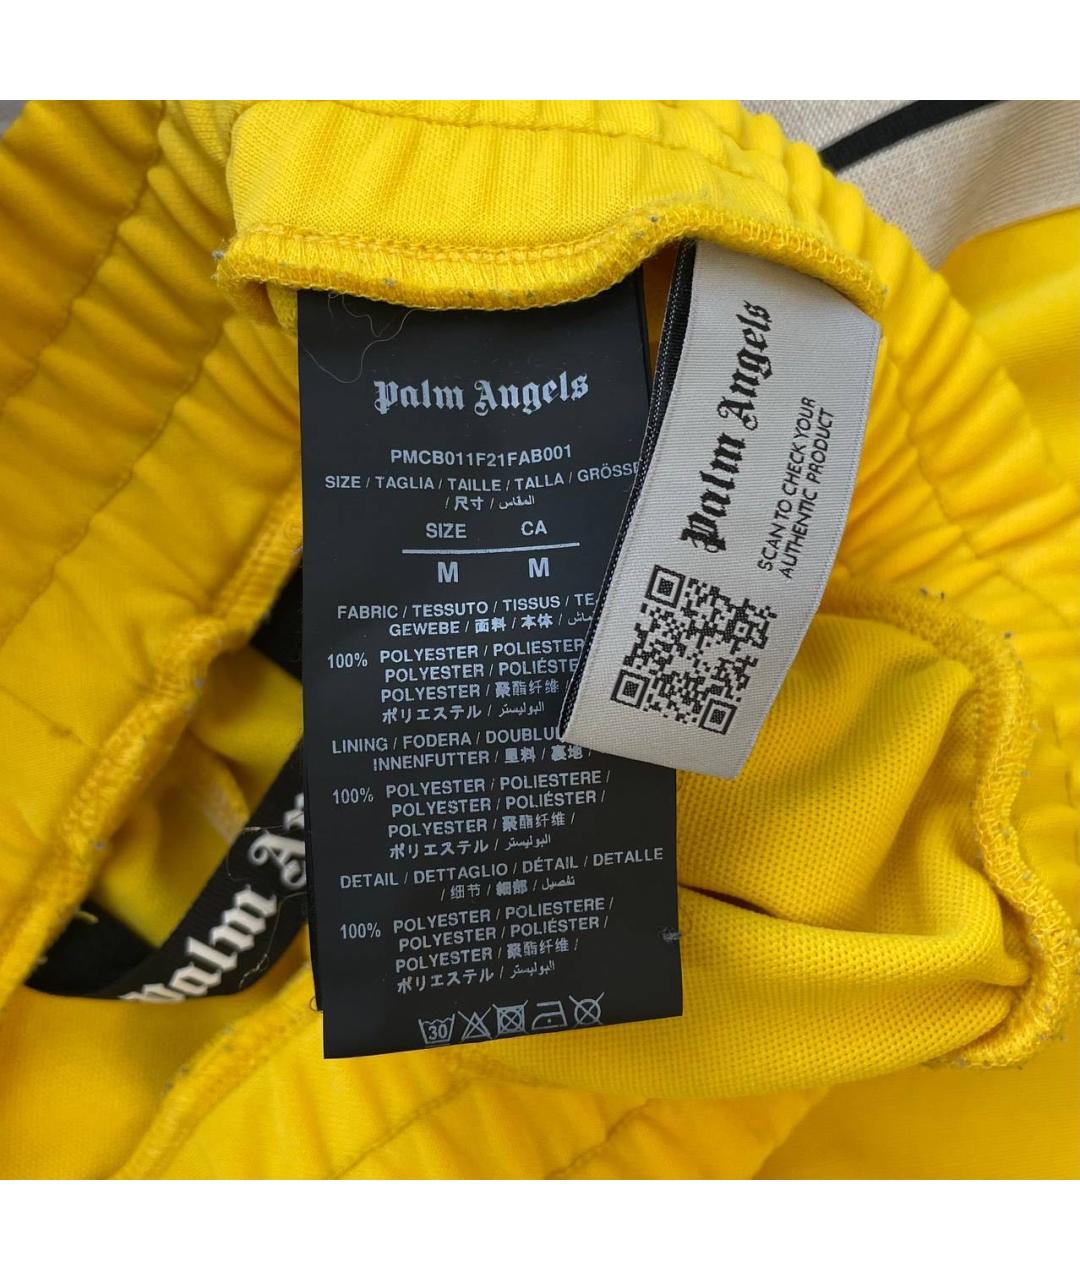 Palm Angels
PMCB011F21FAB001
SIZE / TAGLIA / TAILLE / TALLA / GRÖSSE
/ 尺寸 / المقاس
SIZE CA
M M
FABRIC / TESSUTO / TISSUS / TE
GEWEBE / 面料 / 本体 /
100% POLYESTER / POLIESTER
POLYESTER / POLIÉSTE
POLYESTER / 聚酯纤维
ポリエステル / البوليستر
LINING / FODERA / DOUBLU
INNENFUTTER / 里料 / 裏地 /
100% POLYESTER / POLIESTERE /
POLYESTER / POLIÉSTER /
POLYESTER / 聚酯纤维 /
ポリエステル / البوليستر
DETAIL / DETTAGLIO / DÉTAIL / DETALLE
/ 细节 / 細部 / تفصيل
100% POLYESTER / POLIESTERE /
POLYESTER / POLIÉSTER /
POLYESTER / 聚酯纤维 /
ポリエステル / البوليستر
30
Palm Angels
SCAN TO CHECK YOUR
AUTHENTIC PRODUCT
Palm An